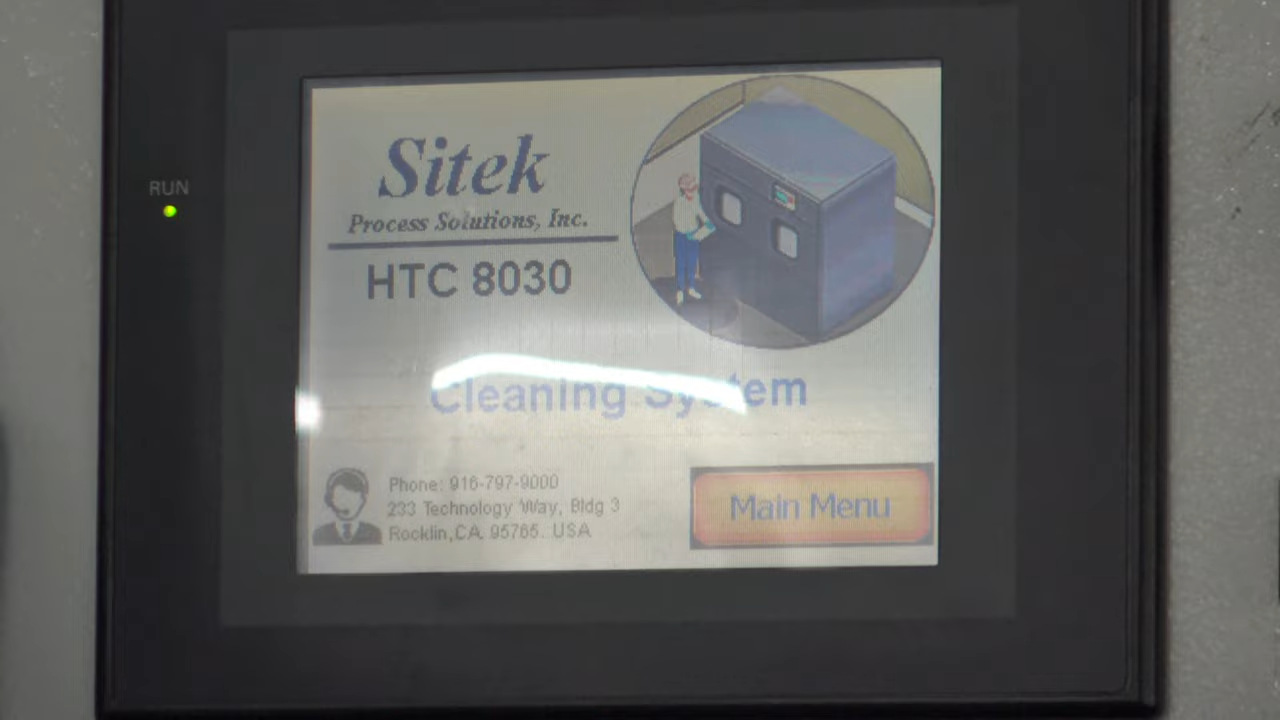 RUN
Sitek
Process Solutions, Inc.
HTC 8030
Cleaning System
Phone: 916-797-9000
233 Technology Way, Bldg 3
Rocklin,CA. 95765. USA
Main Menu